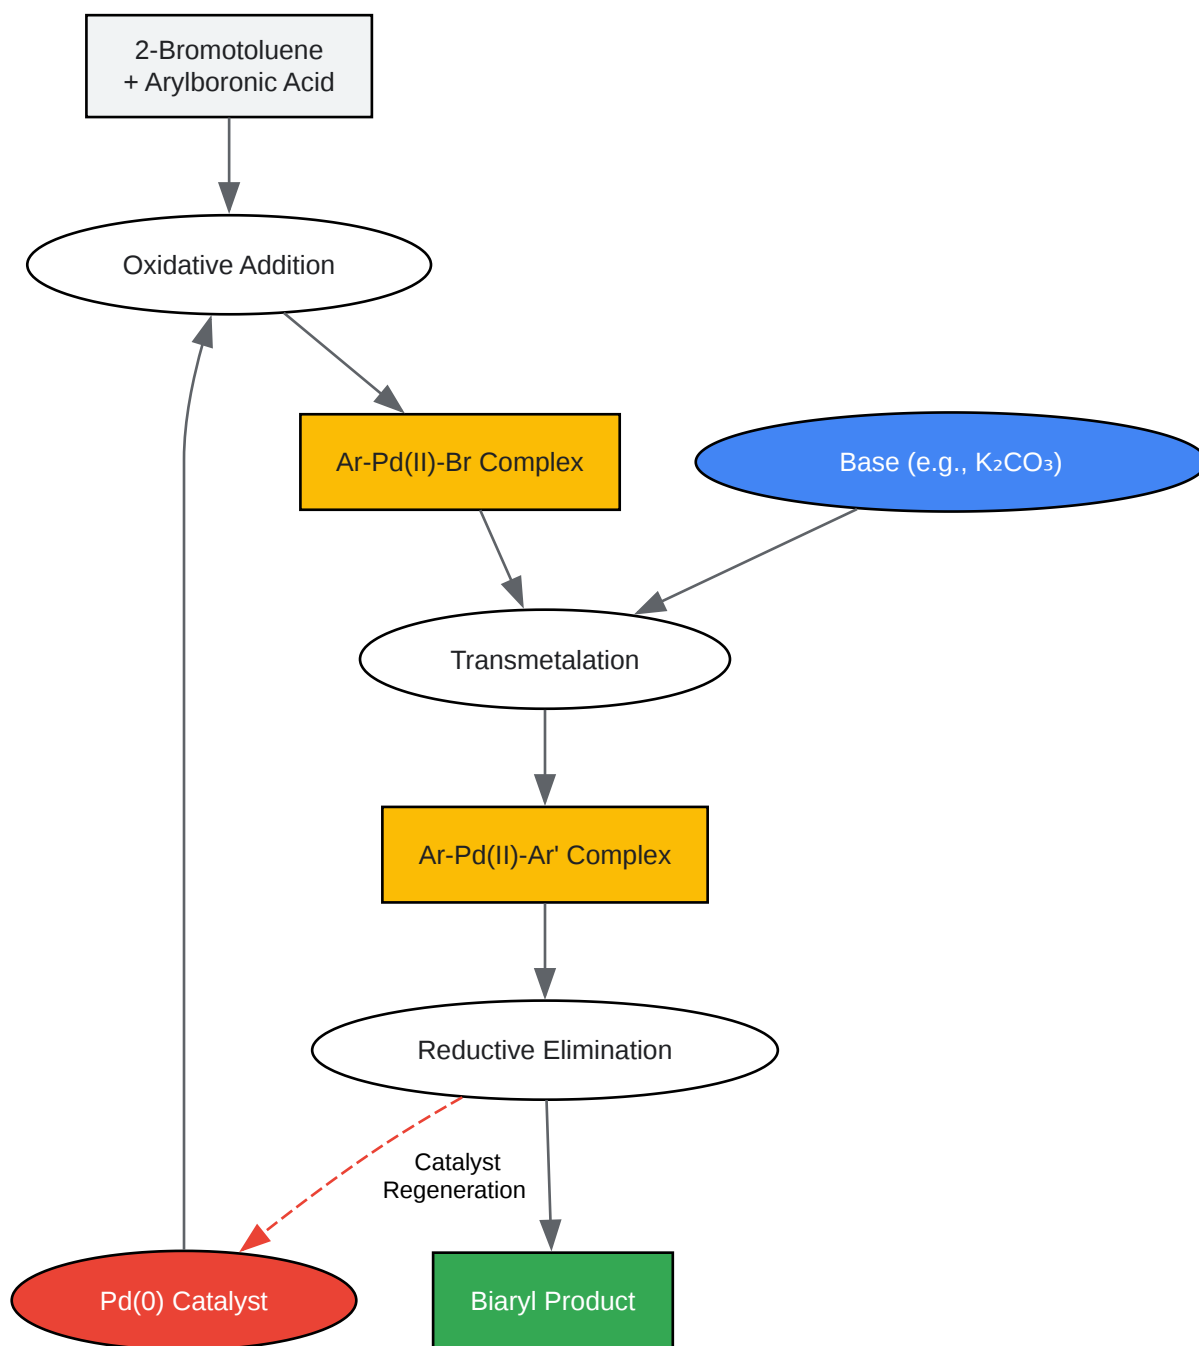 2-Bromotoluene
+ Arylboronic Acid
Oxidative Addition
Ar-Pd(II)-Br Complex
Base (e.g., K₂CO₃)
Transmetalation
Ar-Pd(II)-Ar' Complex
Reductive Elimination
Catalyst
Regeneration
Pd(0) Catalyst
Biaryl Product